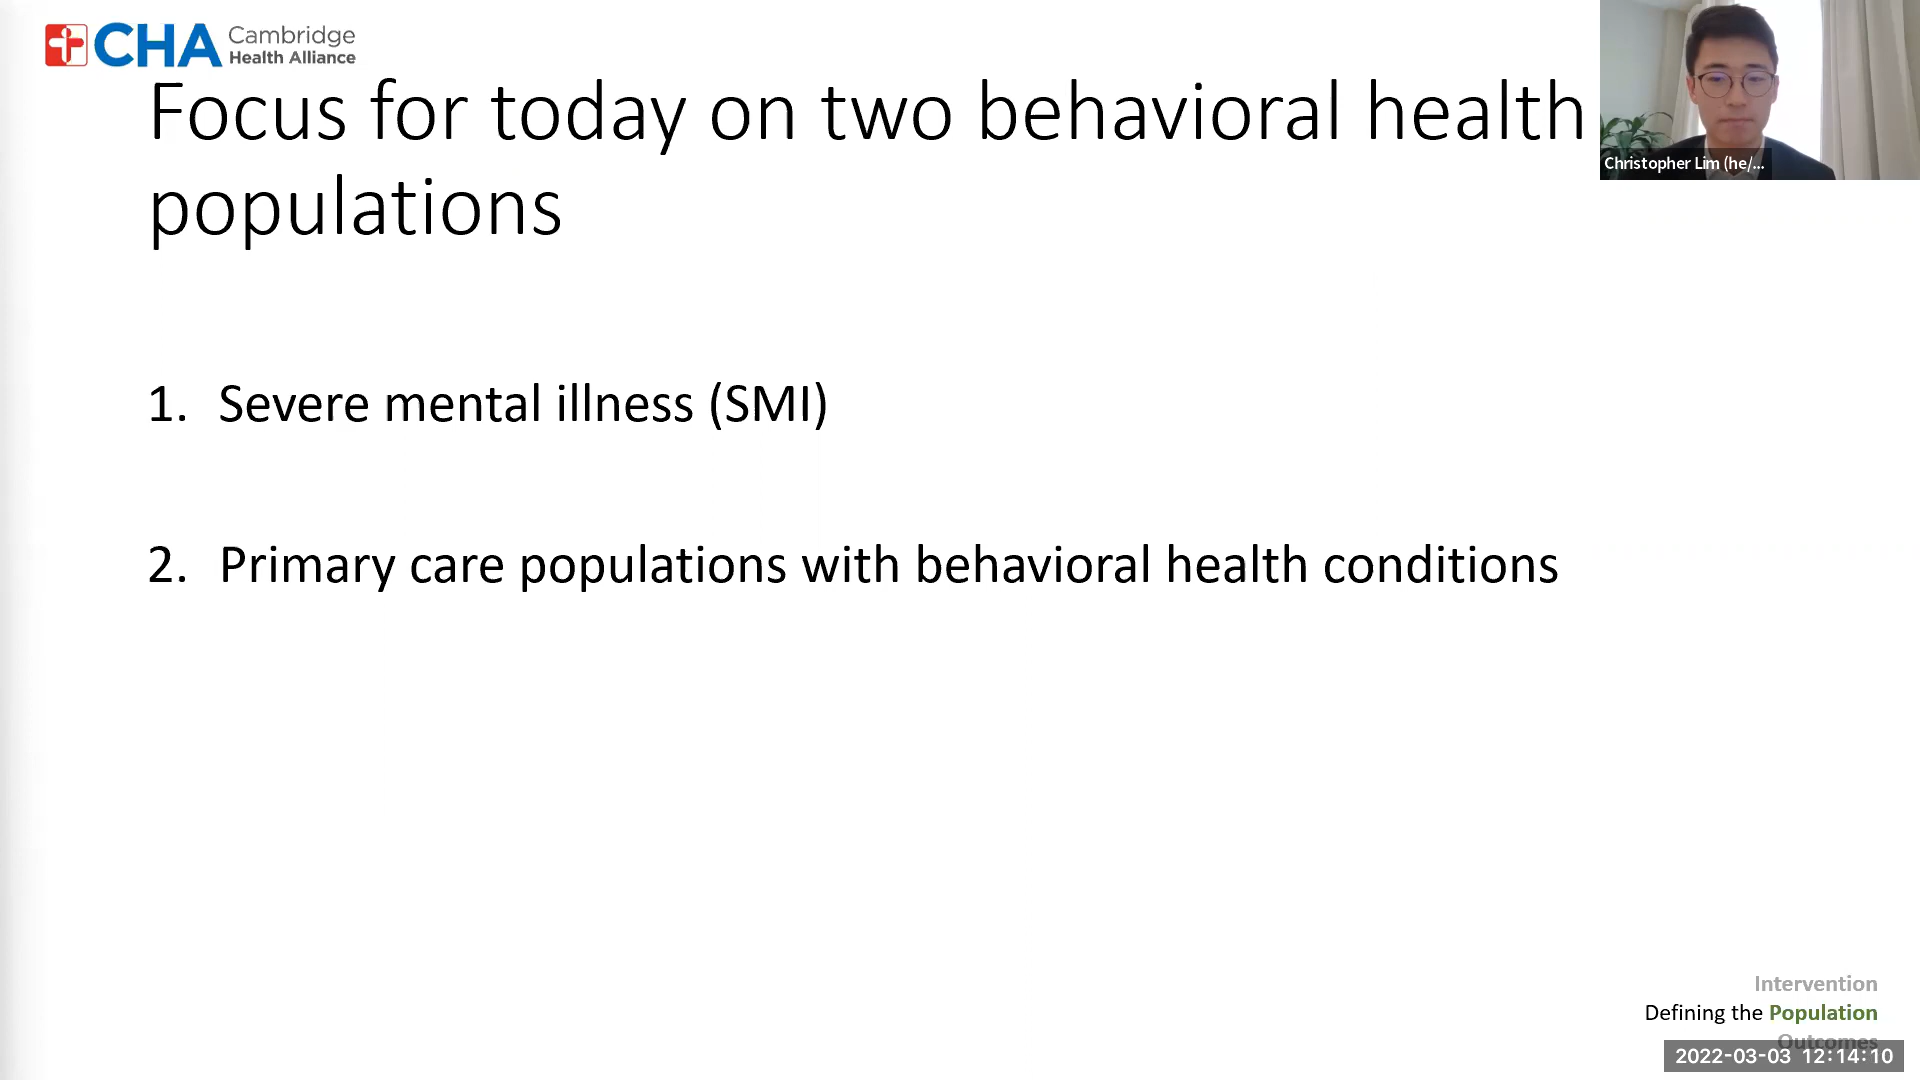 CHA Cambridge
Health Alliance
Focus for today on two behavioral health
populations
Christopher Lim (he/...
1. Severe mental illness (SMI)
2. Primary care populations with behavioral health conditions
Intervention
Defining the Population
Outcomes
2022-03-03 12:14:10